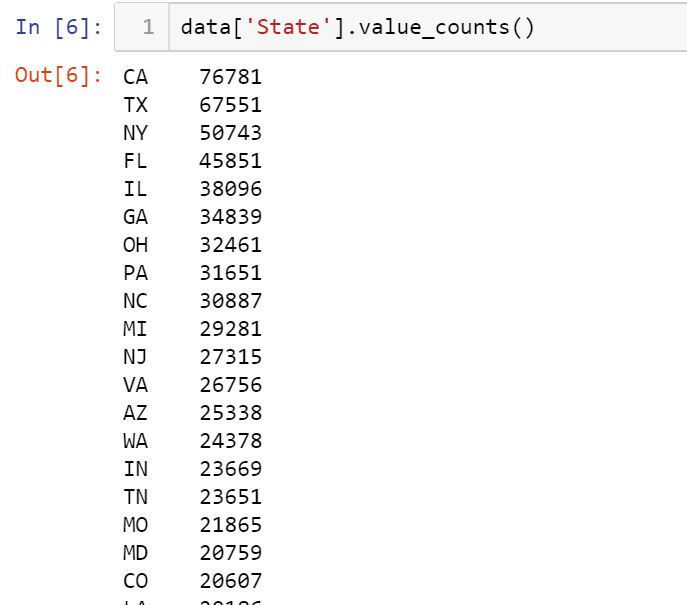 In [6]: 1 data['State'].value_counts()
Out[6]: CA 76781
TX 67551
NY 50743
FL 45851
IL 38096
GA 34839
OH 32461
PA 31651
NC 30887
MI 29281
NJ 27315
VA 26756
AZ 25338
WA 24378
IN 23669
TN 23651
MO 21865
MD 20759
CO 20607